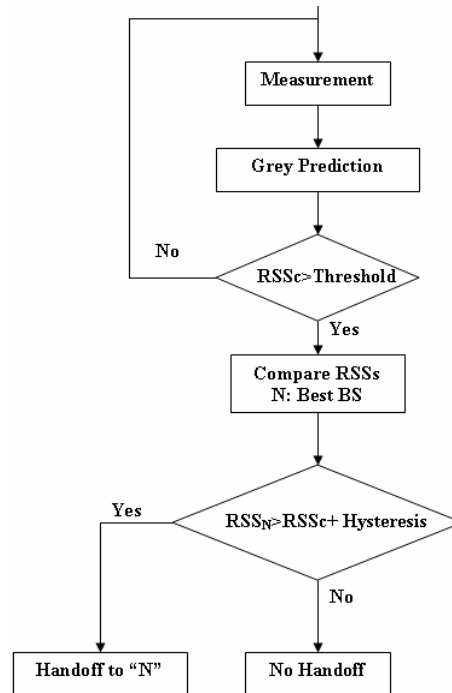 Measurement
Grey Prediction
No
RSSc>Threshold
Yes
Compare RSSs
N: Best BS
Yes
RSSN>RSSc+ Hysteresis
No
Handoff to “N”
No Handoff